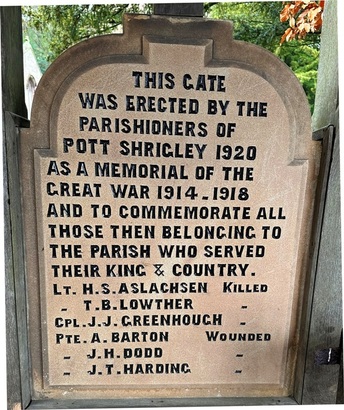 THIS GATE
WAS ERECTED BY THE
PARISHIONERS OF
POTT SHRIGLEY 1920
AS A MEMORIAL OF THE
GREAT WAR 1914-1918
AND TO COMMEMORATE ALL
THOSE THEN BELONGING TO
THE PARISH WHO SERVED
THEIR KING & COUNTRY.
LT. H.S. ASLACHSEN KILLED
„ T.B. LOWTHER „
CPL. J.J. GREENHOUGH „
PTE. A. BARTON WOUNDED
„ J.H. DODD „
„ J.T. HARDING „